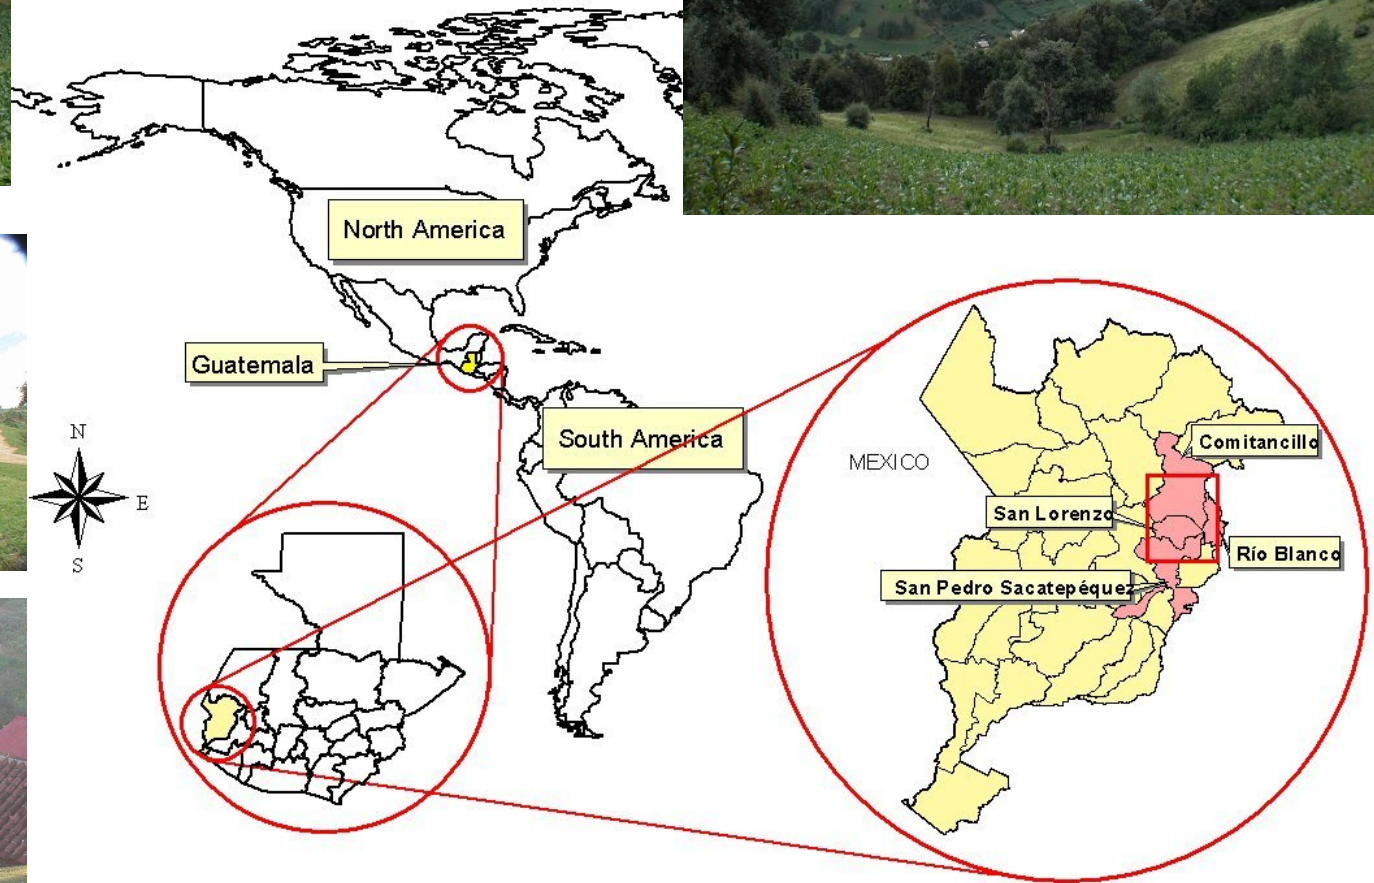 North America
Guatemala
South America
N
E
S
MEXICO
Comitancillo
San Lorenzo
Río Blanco
San Pedro Sacatepéquez